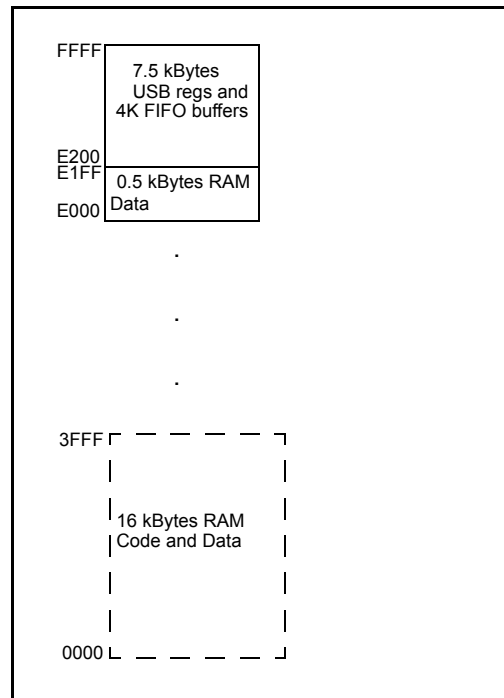 FFFF
7.5 kBytes
USB regs and
4K FIFO buffers
E200
E1FF
0.5 kBytes RAM
Data
E000
.
.
.
3FFF
16 kBytes RAM
Code and Data
0000